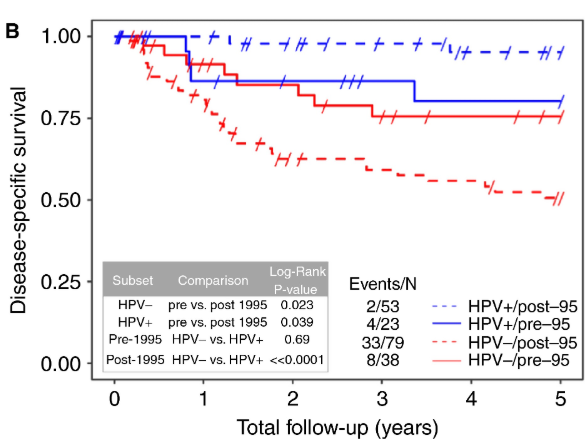 B
Disease-specific survival
1.00
0.75
0.50
0.25
0.00
Subset Comparison Log-Rank P-value
HPV− pre vs. post 1995 0.023
HPV+ pre vs. post 1995 0.039
Pre-1995 HPV− vs. HPV+ 0.69
Post-1995 HPV− vs. HPV+ <<0.0001
Events/N
2/53 HPV+/post−95
4/23 HPV+/pre−95
33/79 HPV−/post−95
8/38 HPV−/pre−95
0 1 2 3 4 5
Total follow-up (years)